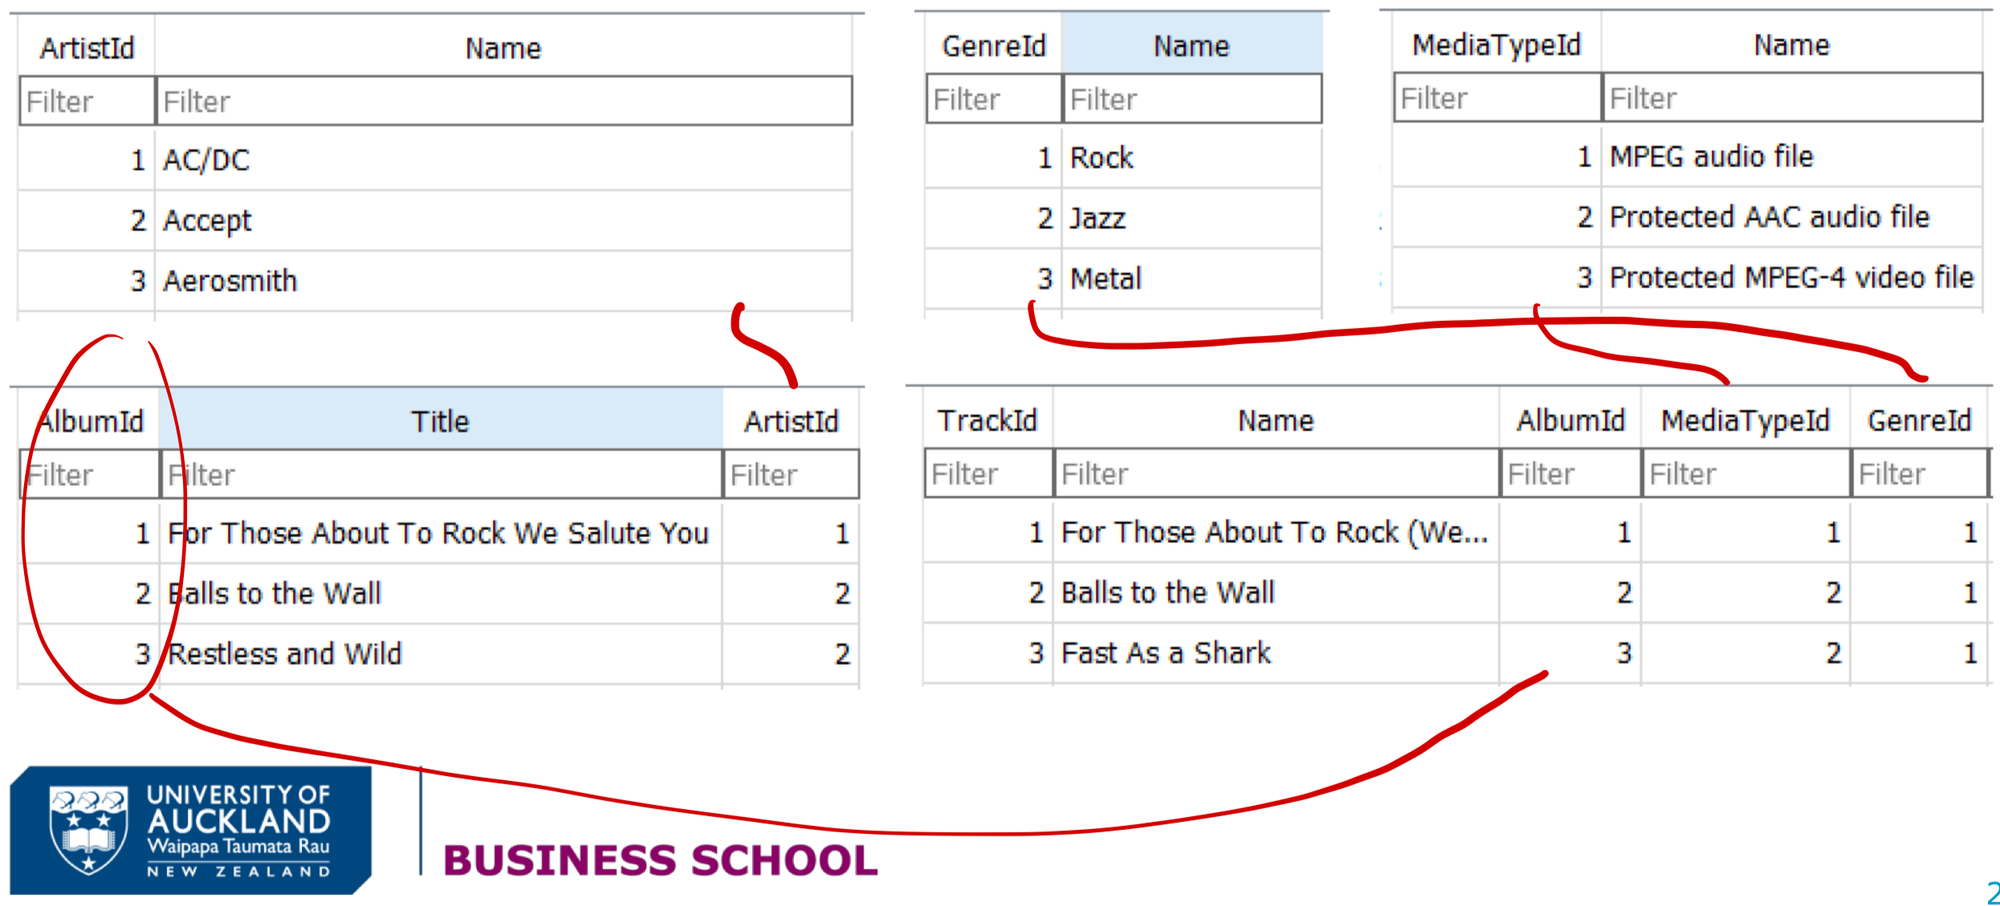 ArtistId Name
Filter Filter
1 AC/DC
2 Accept
3 Aerosmith
GenreId Name
Filter Filter
1 Rock
2 Jazz
3 Metal
MediaTypeId Name
Filter Filter
1 MPEG audio file
2 Protected AAC audio file
3 Protected MPEG-4 video file
AlbumId Title ArtistId
Filter Filter Filter
1 For Those About To Rock We Salute You 1
2 Balls to the Wall 2
3 Restless and Wild 2
TrackId Name AlbumId MediaTypeId GenreId
Filter Filter Filter Filter Filter
1 For Those About To Rock (We... 1 1 1
2 Balls to the Wall 2 2 1
3 Fast As a Shark 3 2 1
UNIVERSITY OF
AUCKLAND
Waipapa Taumata Rau
NEW ZEALAND
BUSINESS SCHOOL
2